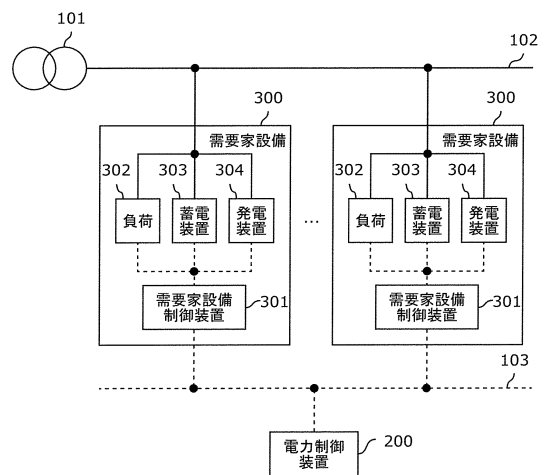 101
102
300
300
需要家設備
需要家設備
302
303
304
302
303
304
負荷
蓄電
装置
発電
装置
…
負荷
蓄電
装置
発電
装置
需要家設備
制御装置
301
需要家設備
制御装置
301
103
電力制御
装置
200